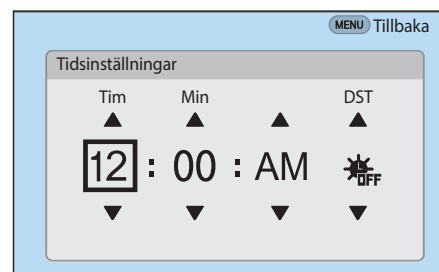 MENU Tillbaka
Tidsinställningar
Tim Min DST
12 : 00 : AM OFF